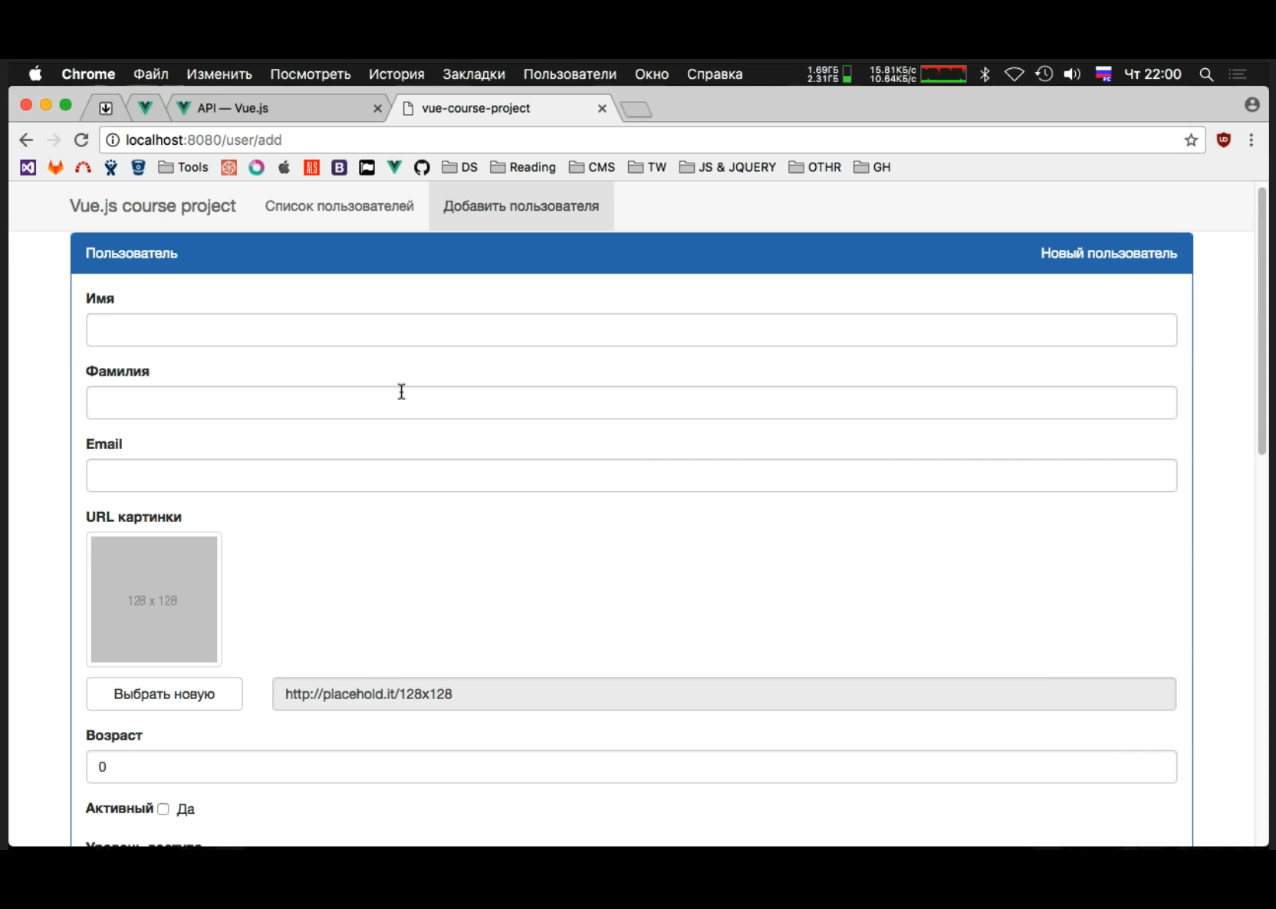 Chrome Файл Изменить Посмотреть История Закладки Пользователи Окно Справка 1.69ГБ 15.81КБ/с Чт 22:00
2.31ГБ 10.64КБ/с
API — Vue.js vue-course-project
localhost:8080/user/add
Tools ALS B DS Reading CMS TW JS & JQUERY OTHR GH
Vue.js course project Список пользователей Добавить пользователя
Пользователь Новый пользователь
Имя
Фамилия
Email
URL картинки
128 x 128
Выбрать новую http://placehold.it/128x128
Возраст
0
Активный Да
Уровень доступа